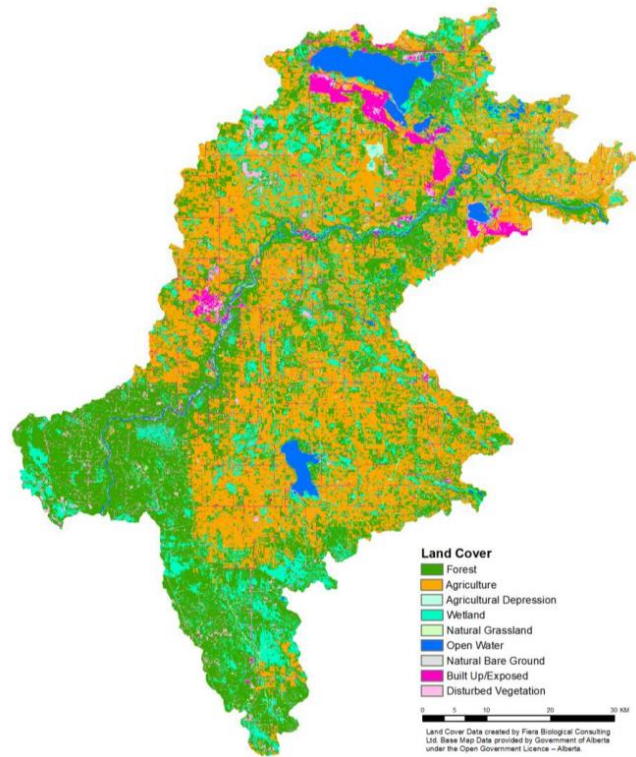 Land Cover
Forest
Agriculture
Agricultural Depression
Wetland
Natural Grassland
Open Water
Natural Bare Ground
Built Up/Exposed
Disturbed Vegetation
0 5 10 20 30 KM
Land Cover Data created by Fiera Biological Consulting
Ltd. Base Map Data provided by Government of Alberta
under the Open Government Licence – Alberta.